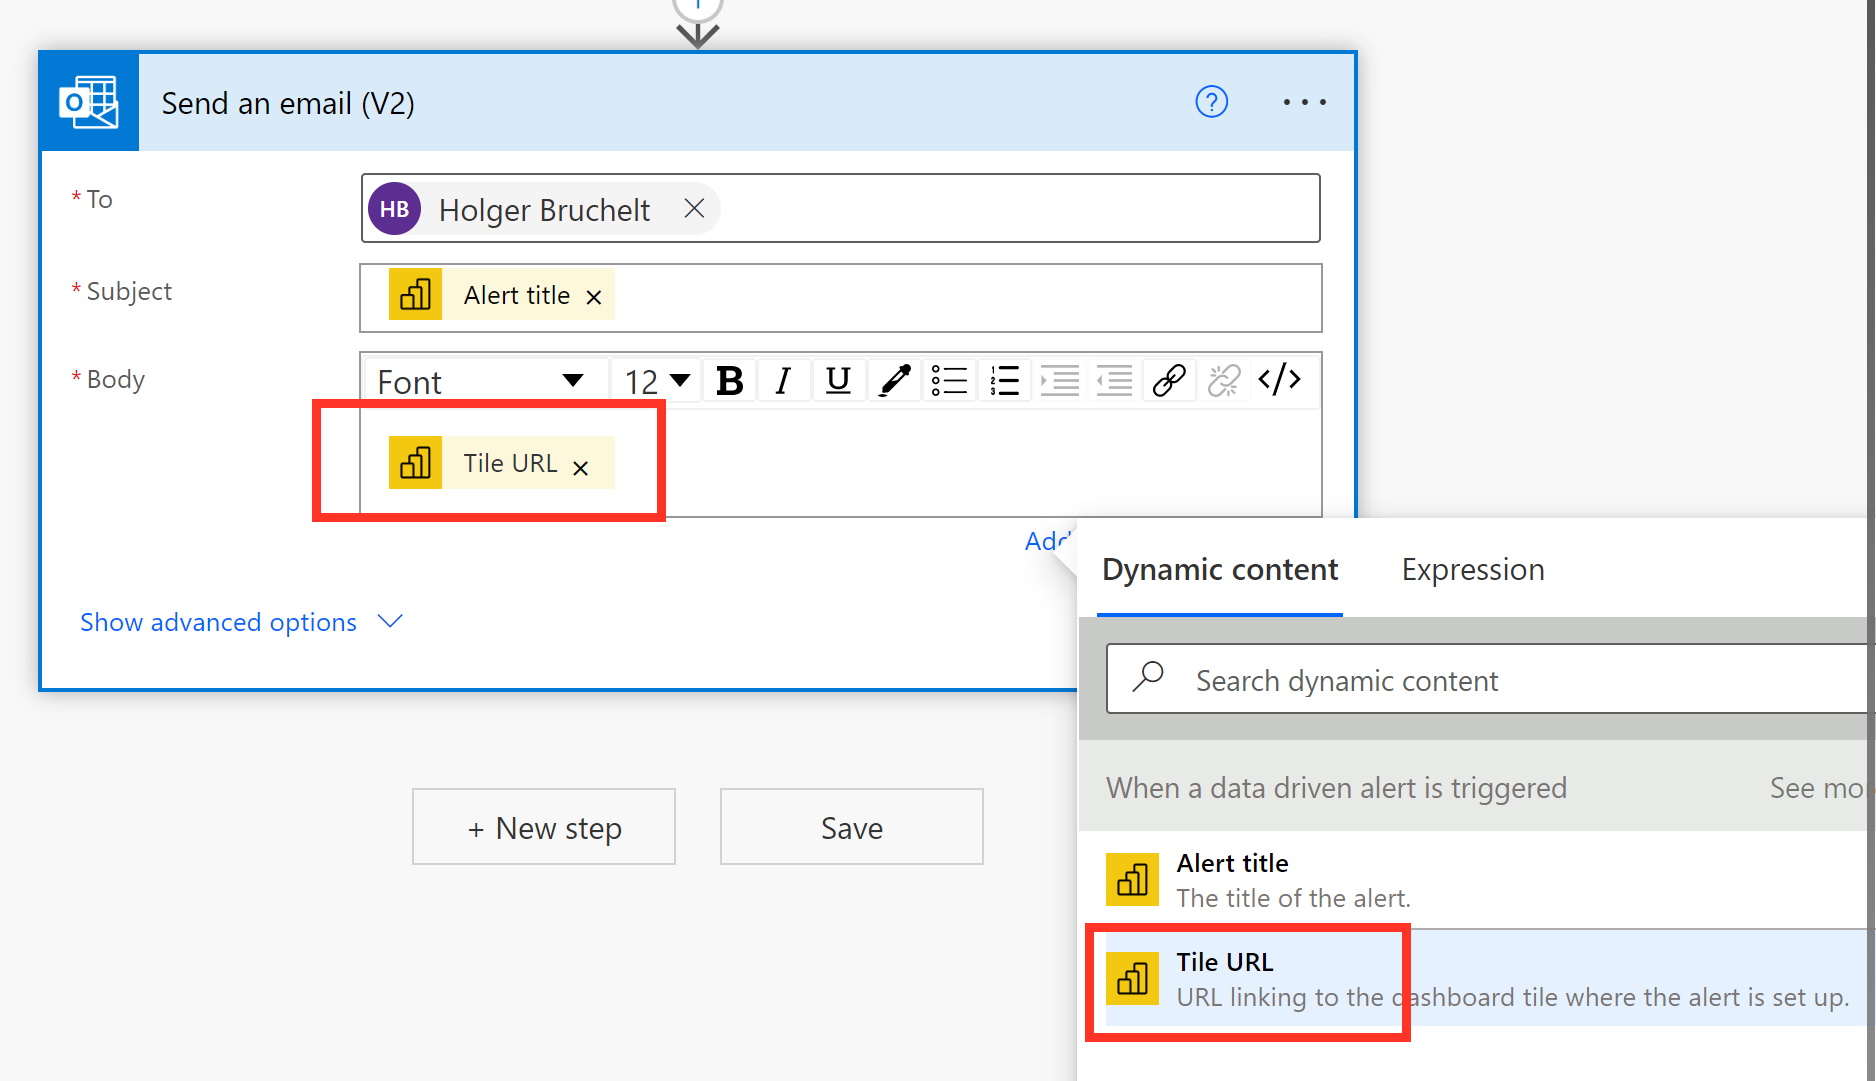 Send an email (V2)
?
* To
HB Holger Bruchelt
* Subject
Alert title
* Body
Font
12
B I U
Tile URL
Show advanced options
Dynamic content
Expression
Search dynamic content
When a data driven alert is triggered
See
Alert title
The title of the alert.
Tile URL
URL linking to the dashboard tile where the alert is set up.
+ New step
Save